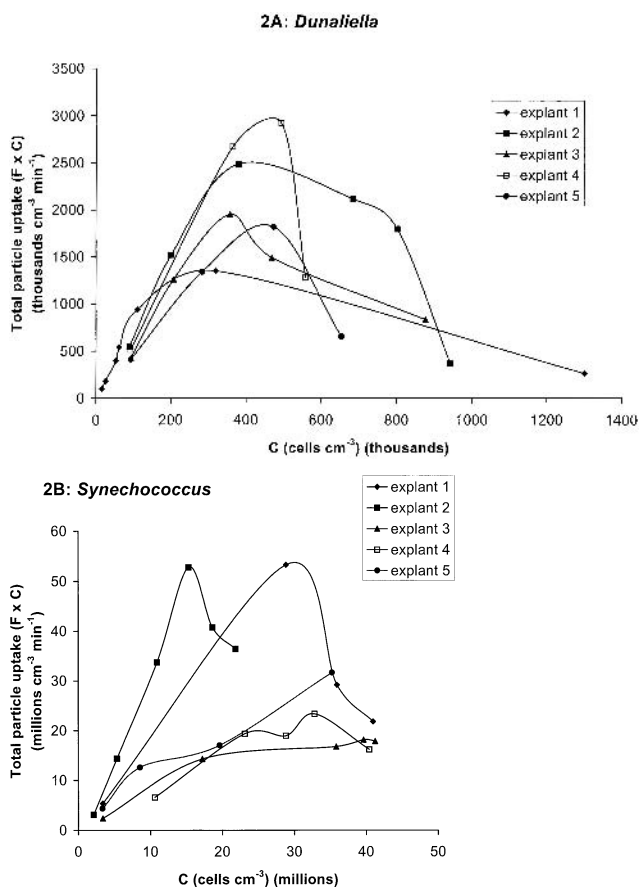 2A: Dunaliella
3500
3000
2500
2000
1500
1000
500
0
Total particle uptake (F x C)
(thousands cm-3 min-1)
0 200 400 600 800 1000 1200 1400
C (cells cm-3) (thousands)
explant 1
explant 2
explant 3
explant 4
explant 5
2B: Synechococcus
explant 1
explant 2
explant 3
explant 4
explant 5
60
50
40
30
20
10
0
Total particle uptake (F x C)
(millions cm-3 min-1)
0 10 20 30 40 50
C (cells cm-3) (millions)